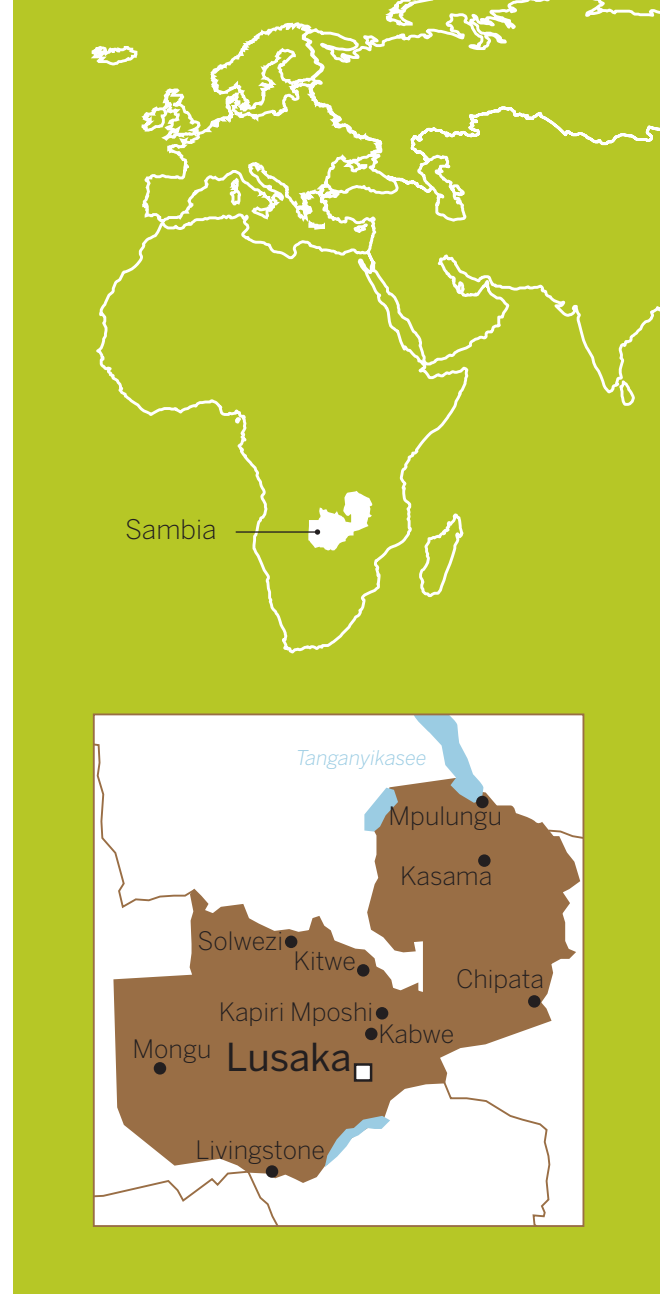 Sambia
Tanganyikasee
Mpulungu
Kasama
Solwezi
Kitwe
Chipata
Kapiri Mposhi
Kabwe
Mongu
Lusaka
Livingstone